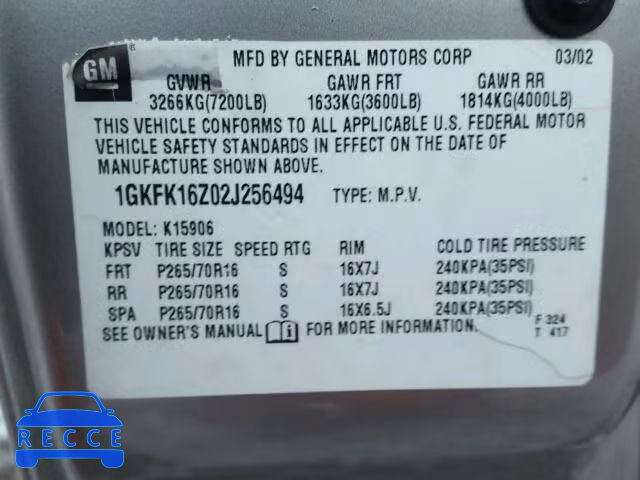 GM ®
MFD BY GENERAL MOTORS CORP 03/02
GVWR GAWR FRT GAWR RR
3266KG(7200LB) 1633KG(3600LB) 1814KG(4000LB)
THIS VEHICLE CONFORMS TO ALL APPLICABLE U.S. FEDERAL MOTOR
VEHICLE SAFETY STANDARDS IN EFFECT ON THE DATE OF
MANUFACTURE SHOWN ABOVE.
1GKFK16Z02J256494 TYPE: M.P.V.
MODEL: K15906
KPSV TIRE SIZE SPEED RTG RIM COLD TIRE PRESSURE
FRT P265/70R16 S 16X7J 240KPA(35PSI)
RR P265/70R16 S 16X7J 240KPA(35PSI)
SPA P265/70R16 S 16X6.5J 240KPA(35PSI)
SEE OWNER'S MANUAL FOR MORE INFORMATION.
F 324
T 417
RECCE